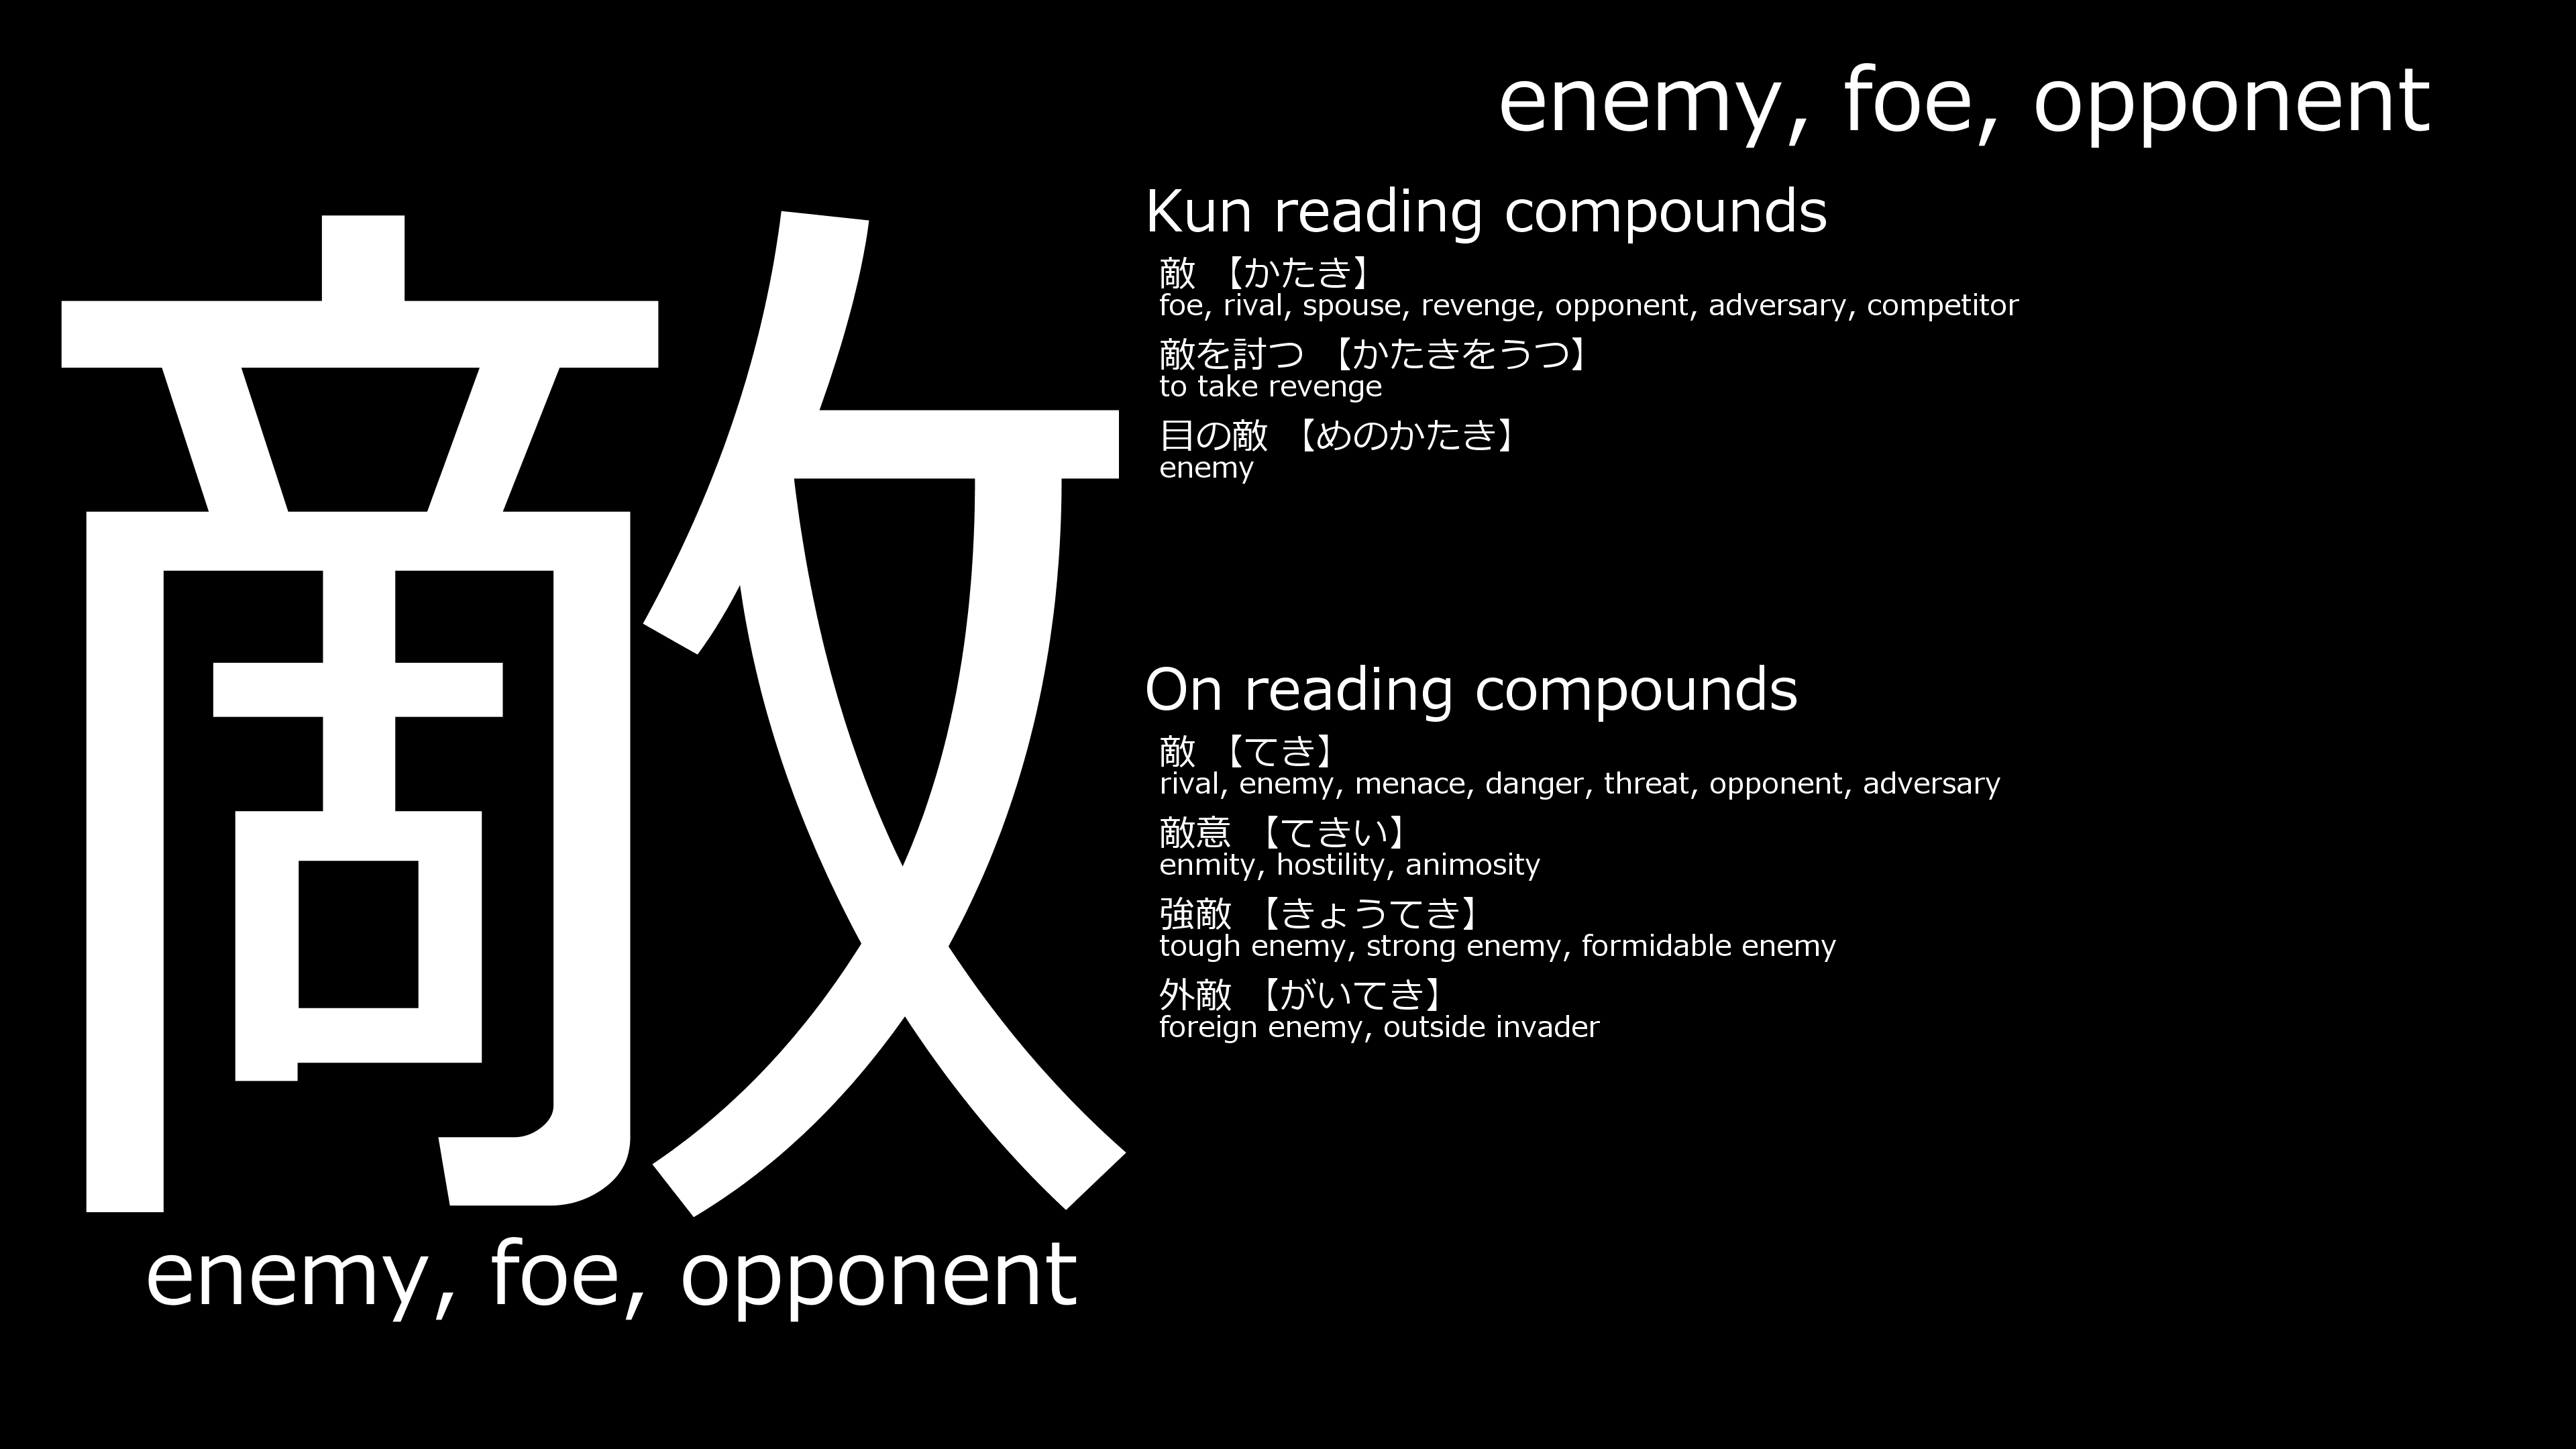 敵
enemy, foe, opponent
enemy, foe, opponent
Kun reading compounds
敵 【かたき】
foe, rival, spouse, revenge, opponent, adversary, competitor
敵を討つ 【かたきをうつ】
to take revenge
目の敵 【めのかたき】
enemy
On reading compounds
敵 【てき】
rival, enemy, menace, danger, threat, opponent, adversary
敵意 【てきい】
enmity, hostility, animosity
強敵 【きょうてき】
tough enemy, strong enemy, formidable enemy
外敵 【がいてき】
foreign enemy, outside invader